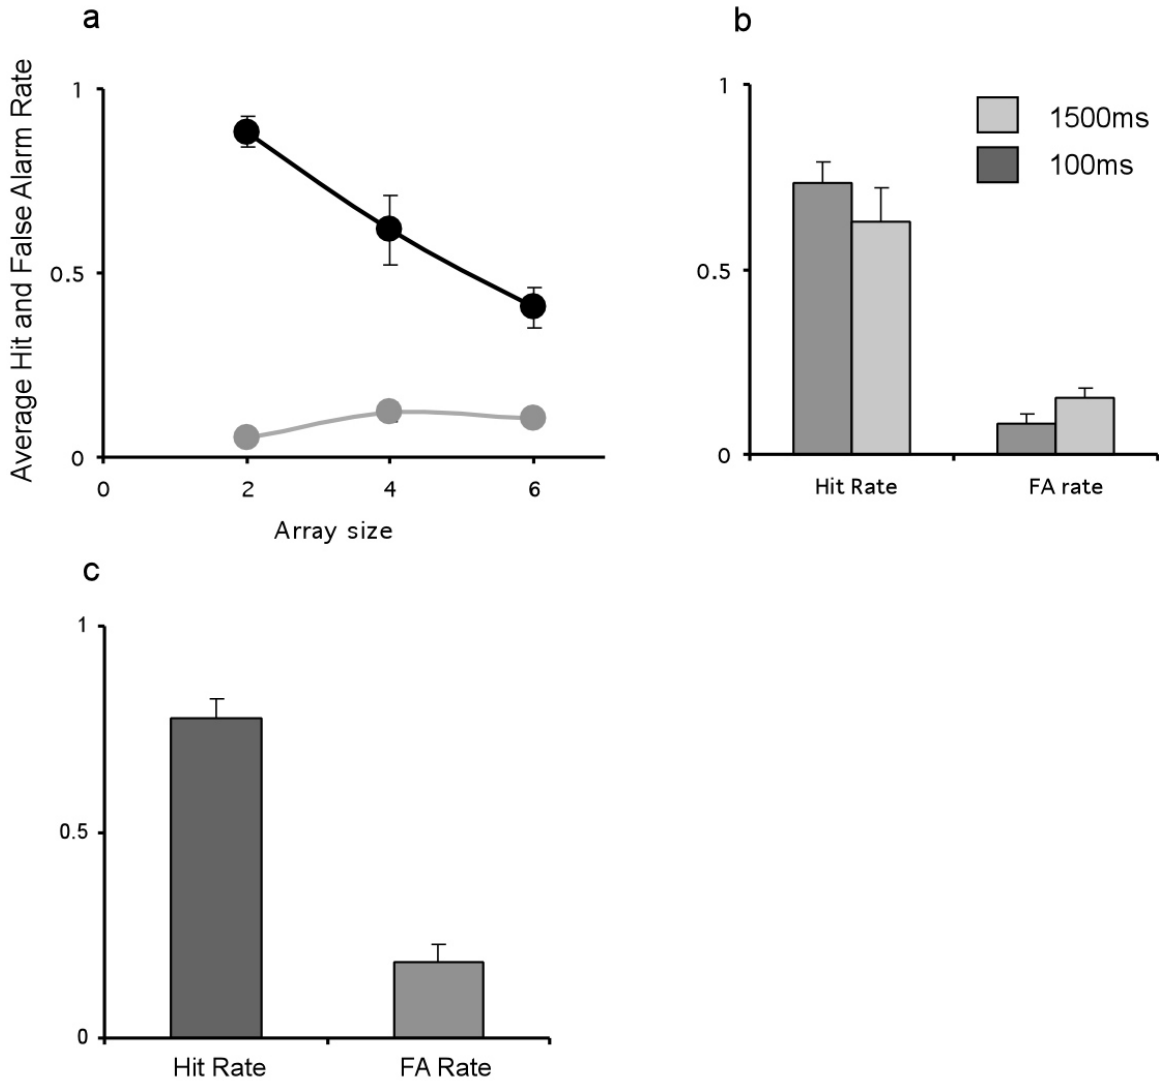 a
Average Hit and False Alarm Rate
1
0.5
0
0 2 4 6
Array size
b
1
0.5
0
1500ms
100ms
Hit Rate FA rate
c
1
0.5
0
Hit Rate FA Rate